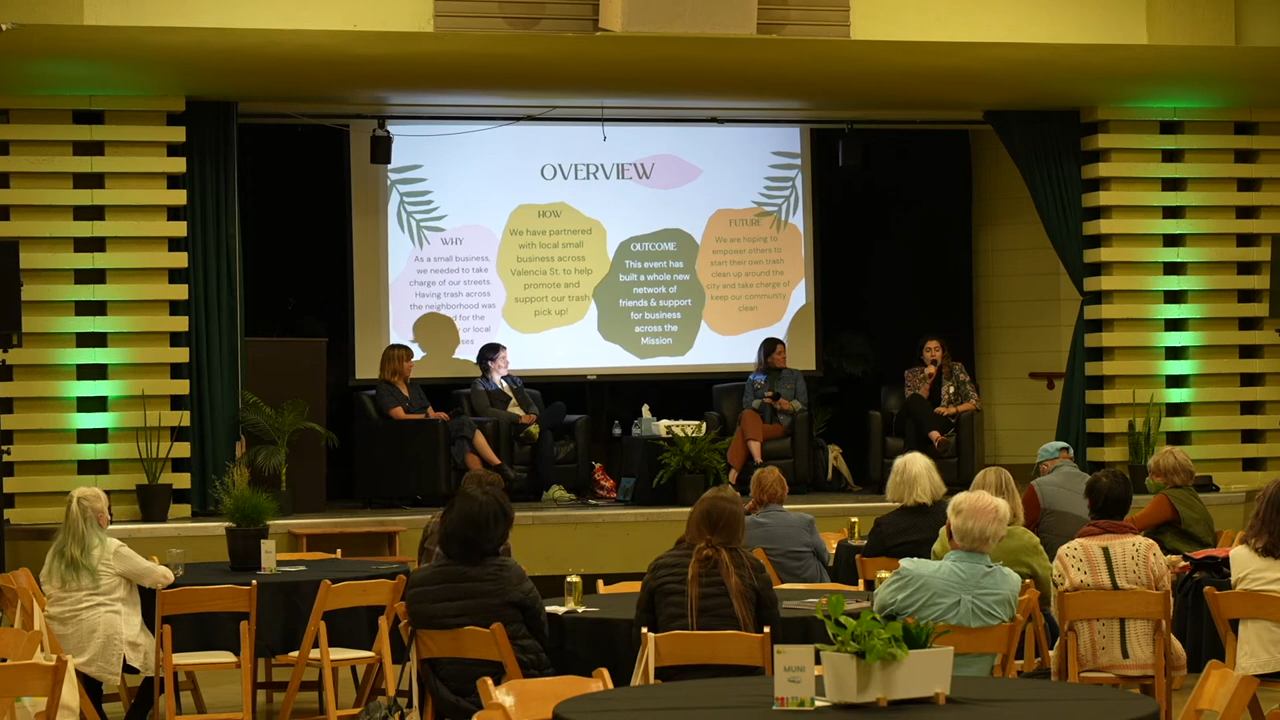 OVERVIEW
WHY
As a small business,
we needed to take
charge of our streets.
Having trash across
the neighborhood was
for the
or local
HOW
We have partnered
with local small
business across
Valencia St. to help
promote and
support our trash
pick up!
OUTCOME
This event has
built a whole new
network of
friends & support
for business
across the
Mission
FUTURE
We are hoping to
empower others to
start their own trash
clean up around the
city and take charge of
keep our community
clean
MUNI